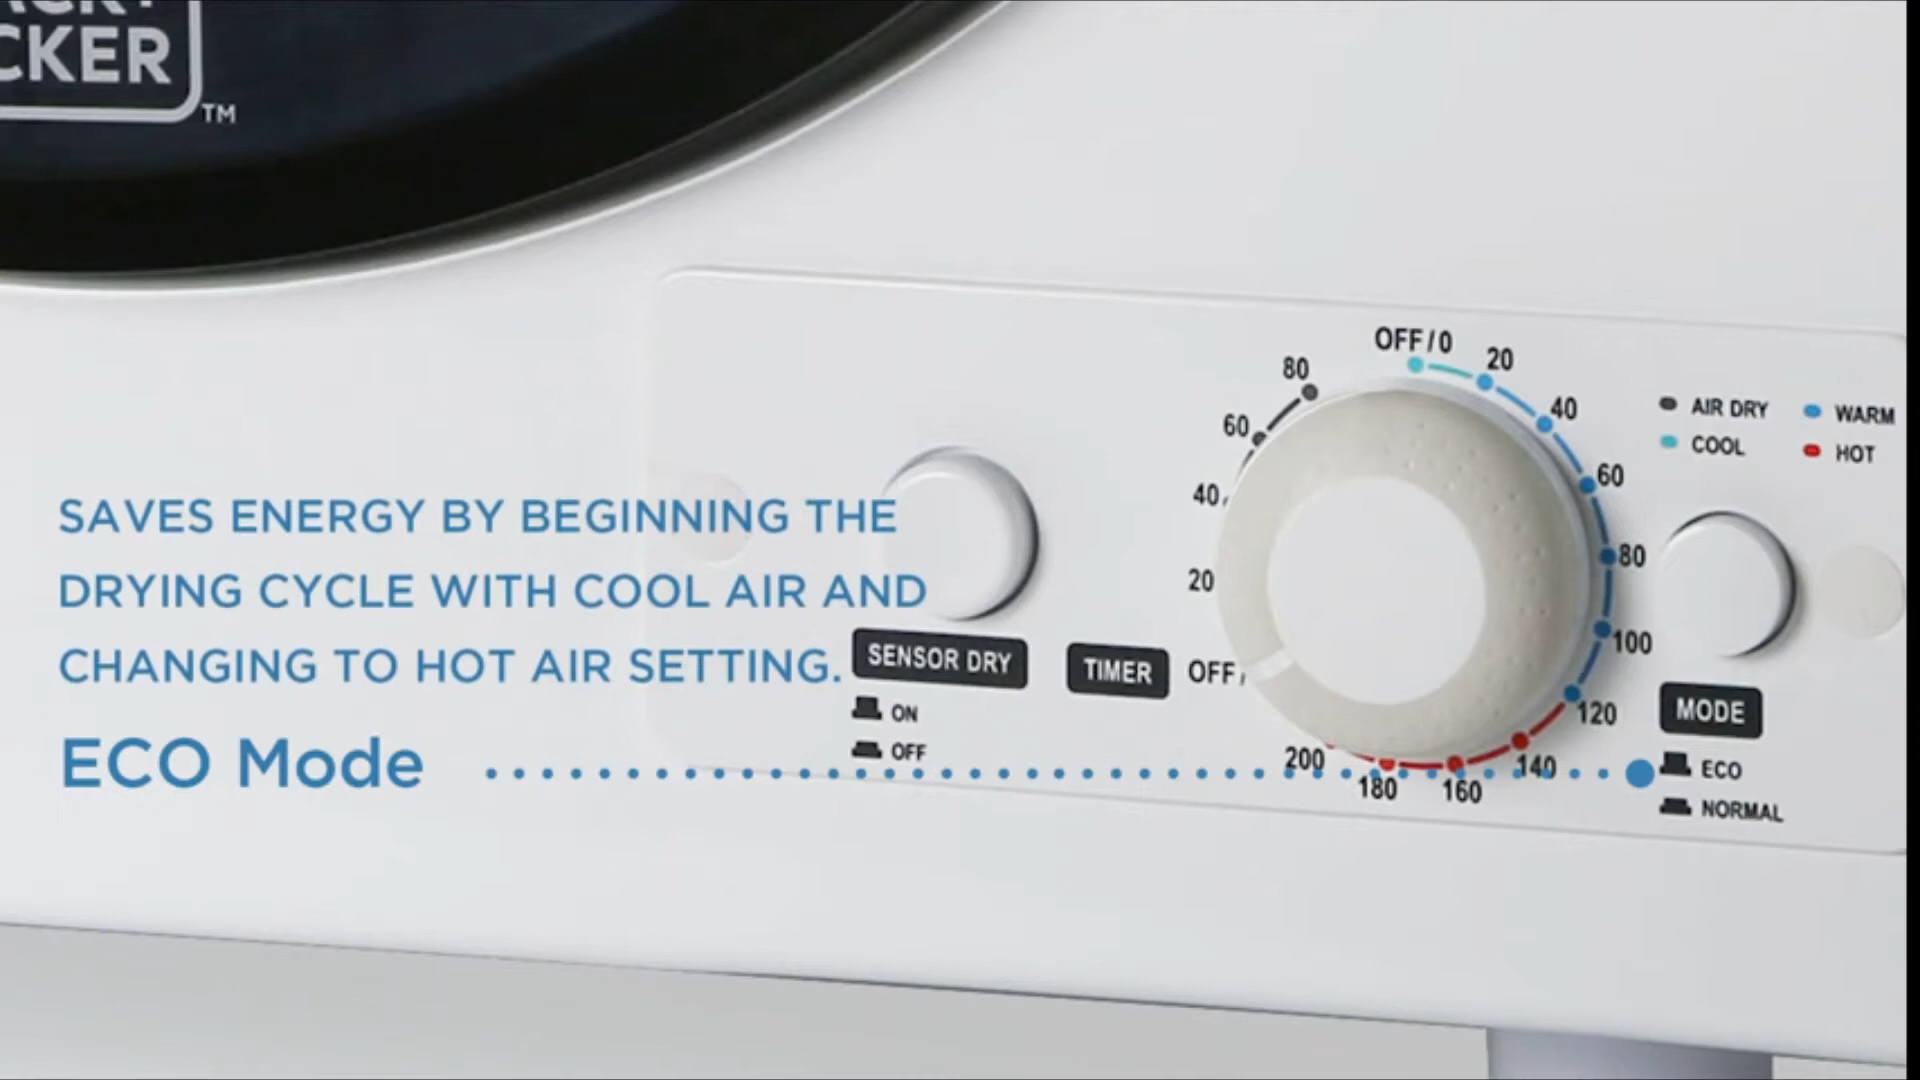 CKER
TM
OFF/0
20
40
60
80
100
120
140
160
180
200
80
60
40
20
OFF
AIR DRY
WARM
COOL
HOT
SAVES ENERGY BY BEGINNING THE
DRYING CYCLE WITH COOL AIR AND
CHANGING TO HOT AIR SETTING.
SENSOR DRY
ON
OFF
TIMER
MODE
ECO
NORMAL
ECO Mode